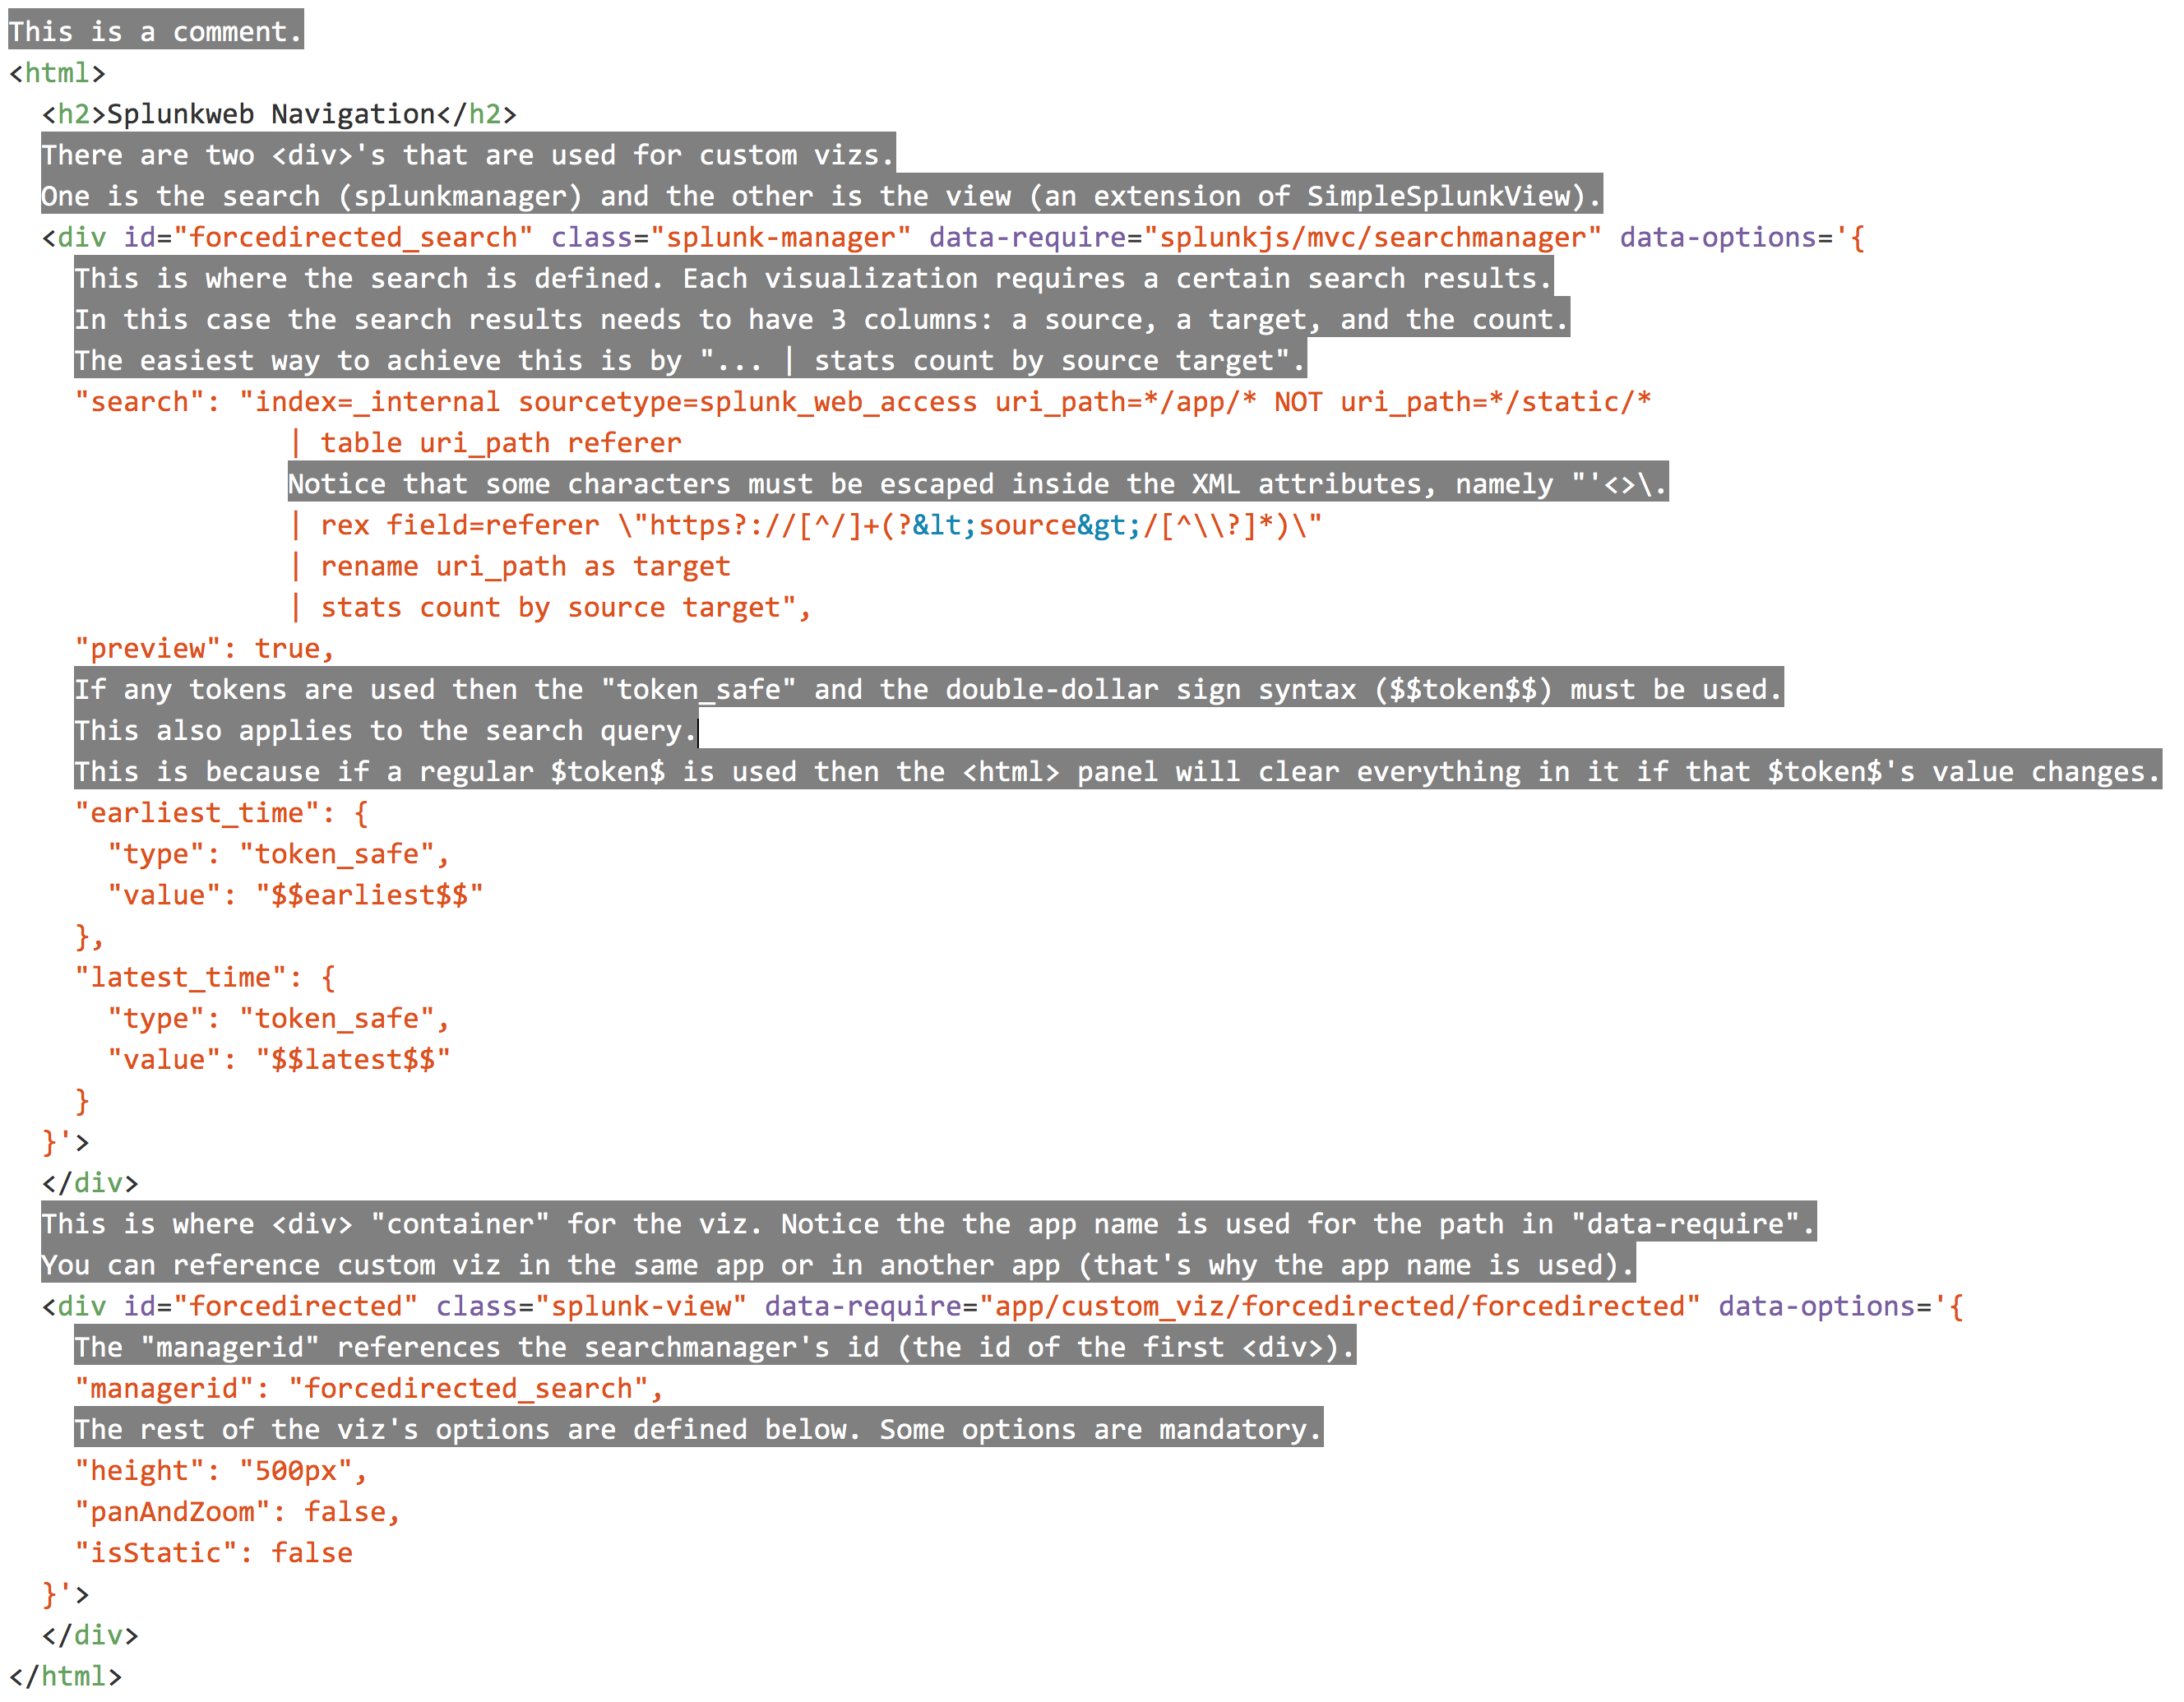 This is a comment.
<html>
  <h2>Splunkweb Navigation</h2>
  There are two <div>'s that are used for custom vizs.
  One is the search (splunkmanager) and the other is the view (an extension of SimpleSplunkView).
  <div id="forcedirected_search" class="splunk-manager" data-require="splunkjs/mvc/searchmanager" data-options='{
    This is where the search is defined. Each visualization requires a certain search results.
    In this case the search results needs to have 3 columns: a source, a target, and the count.
    The easiest way to achieve this is by "... | stats count by source target".
    "search": "index=_internal sourcetype=splunk_web_access uri_path=*/app/* NOT uri_path=*/static/*
                 | table uri_path referer
                 Notice that some characters must be escaped inside the XML attributes, namely "'<>\.
                 | rex field=referer \"https?://[^/]+(?&lt;source&gt;/[^\\?]*)\"
                 | rename uri_path as target
                 | stats count by source target",
    "preview": true,
    If any tokens are used then the "token_safe" and the double-dollar sign syntax ($$token$$) must be used.
    This also applies to the search query.
    This is because if a regular $token$ is used then the <html> panel will clear everything in it if that $token$'s value changes.
    "earliest_time": {
      "type": "token_safe",
      "value": "$$earliest$$"
    },
    "latest_time": {
      "type": "token_safe",
      "value": "$$latest$$"
    }
  }'>
  </div>
  This is where <div> "container" for the viz. Notice the the app name is used for the path in "data-require".
  You can reference custom viz in the same app or in another app (that's why the app name is used).
  <div id="forcedirected" class="splunk-view" data-require="app/custom_viz/forcedirected/forcedirected" data-options='{
    The "managerid" references the searchmanager's id (the id of the first <div>).
    "managerid": "forcedirected_search",
    The rest of the viz's options are defined below. Some options are mandatory.
    "height": "500px",
    "panAndZoom": false,
    "isStatic": false
  }'>
  </div>
</html>